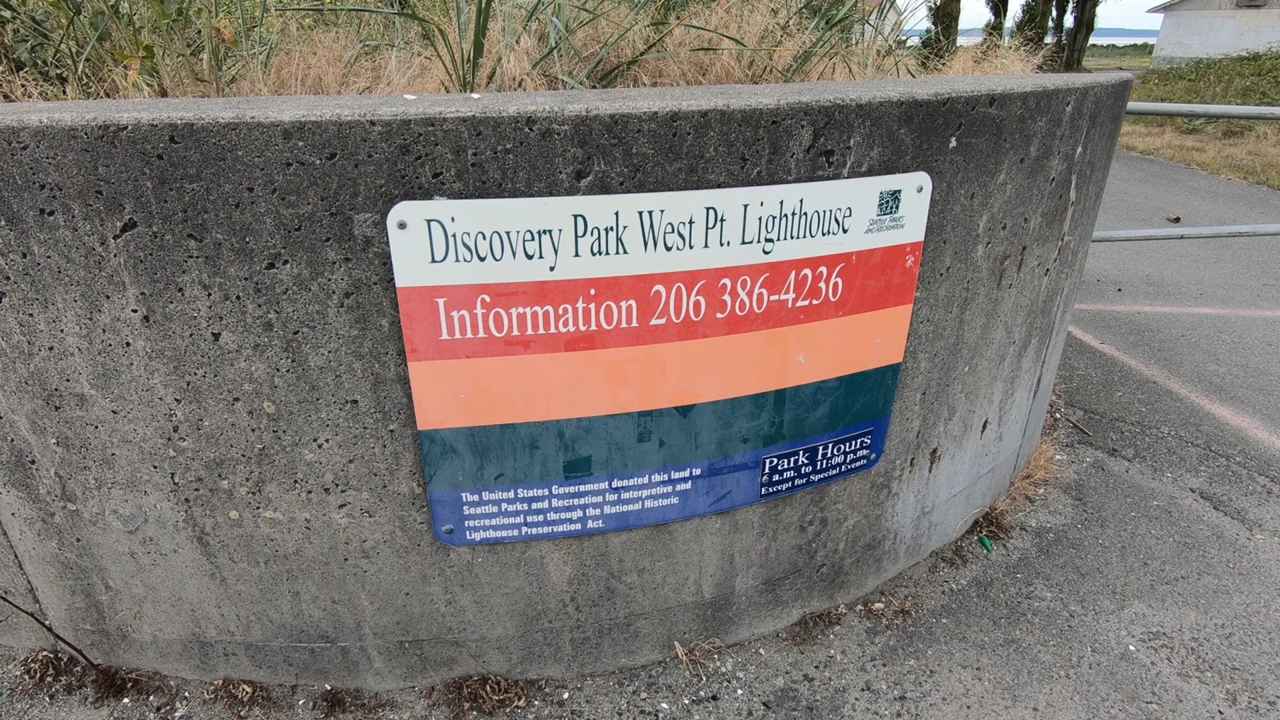 Discovery Park West Pt. Lighthouse
SEATTLE PARKS
AND RECREATION
Information 206 386-4236
Park Hours
6 a.m. to 11:00 p.m.
Except for Special Events
The United States Government donated this land to
Seattle Parks and Recreation for interpretive and
recreational use through the National Historic
Lighthouse Preservation Act.